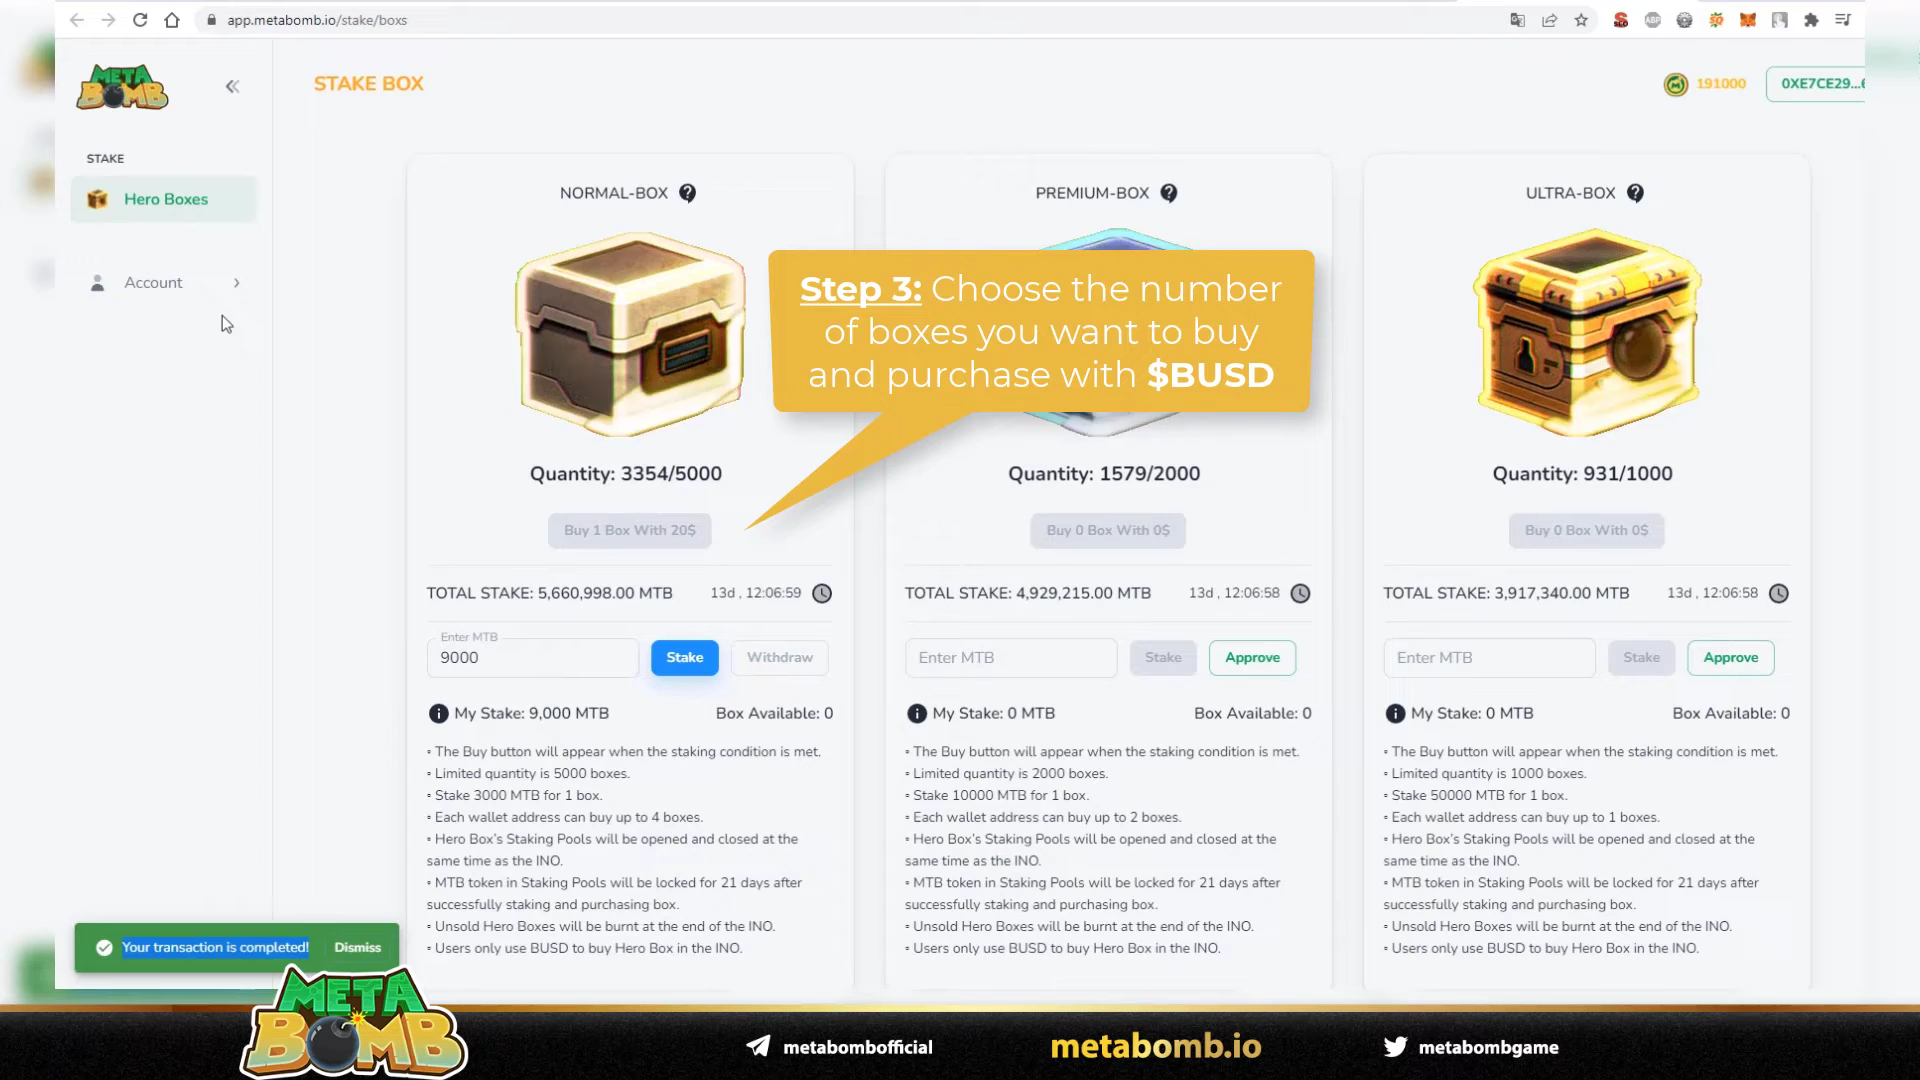 app.metabomb.io/stake/boxs
META
BOMB
STAKE BOX
191000
0XE7CE29...6
STAKE
Hero Boxes
Account
NORMAL-BOX
Quantity: 3354/5000
Buy 1 Box With 20$
TOTAL STAKE: 5,660,998.00 MTB 13d , 12:06:59
Enter MTB
9000
Stake
Withdraw
My Stake: 9,000 MTB Box Available: 0
• The Buy button will appear when the staking condition is met.
• Limited quantity is 5000 boxes.
• Stake 3000 MTB for 1 box.
• Each wallet address can buy up to 4 boxes.
• Hero Box’s Staking Pools will be opened and closed at the
same time as the INO.
• MTB token in Staking Pools will be locked for 21 days after
successfully staking and purchasing box.
• Unsold Hero Boxes will be burnt at the end of the INO.
• Users only use BUSD to buy Hero Box in the INO.
PREMIUM-BOX
Step 3: Choose the number
of boxes you want to buy
and purchase with $BUSD
Quantity: 1579/2000
Buy 0 Box With 0$
TOTAL STAKE: 4,929,215.00 MTB 13d , 12:06:58
Enter MTB
Stake
Approve
My Stake: 0 MTB Box Available: 0
• The Buy button will appear when the staking condition is met.
• Limited quantity is 2000 boxes.
• Stake 10000 MTB for 1 box.
• Each wallet address can buy up to 2 boxes.
• Hero Box’s Staking Pools will be opened and closed at the
same time as the INO.
• MTB token in Staking Pools will be locked for 21 days after
successfully staking and purchasing box.
• Unsold Hero Boxes will be burnt at the end of the INO.
• Users only use BUSD to buy Hero Box in the INO.
ULTRA-BOX
Quantity: 931/1000
Buy 0 Box With 0$
TOTAL STAKE: 3,917,340.00 MTB 13d , 12:06:58
Enter MTB
Stake
Approve
My Stake: 0 MTB Box Available: 0
• The Buy button will appear when the staking condition is met.
• Limited quantity is 1000 boxes.
• Stake 50000 MTB for 1 box.
• Each wallet address can buy up to 1 boxes.
• Hero Box’s Staking Pools will be opened and closed at the
same time as the INO.
• MTB token in Staking Pools will be locked for 21 days after
successfully staking and purchasing box.
• Unsold Hero Boxes will be burnt at the end of the INO.
• Users only use BUSD to buy Hero Box in the INO.
Your transaction is completed! Dismiss
META
BOMB
metabombofficial
metabomb.io
metabombgame